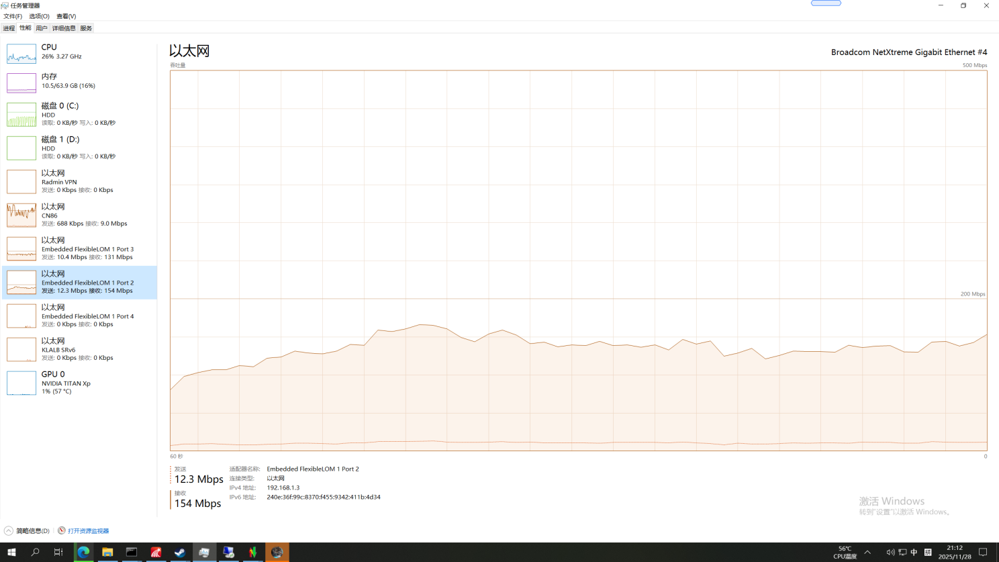 任务管理器
文件(F) 选项(O) 查看(V)
进程 性能 用户 详细信息 服务
CPU
26% 3.27 GHz
内存
10.5/63.9 GB (16%)
磁盘 0 (C:)
HDD
读取: 0 KB/秒 写入: 0 KB/秒
磁盘 1 (D:)
HDD
读取: 0 KB/秒 写入: 0 KB/秒
以太网
Radmin VPN
发送: 0 Kbps 接收: 0 Kbps
以太网
CN86
发送: 688 Kbps 接收: 9.0 Mbps
以太网
Embedded FlexibleLOM 1 Port 3
发送: 10.4 Mbps 接收: 131 Mbps
以太网
Embedded FlexibleLOM 1 Port 2
发送: 12.3 Mbps 接收: 154 Mbps
以太网
Embedded FlexibleLOM 1 Port 4
发送: 0 Kbps 接收: 0 Kbps
以太网
KLALB SRv6
发送: 0 Kbps 接收: 0 Kbps
GPU 0
NVIDIA TITAN Xp
1% (57 °C)
以太网
Broadcom NetXtreme Gigabit Ethernet #4
吞吐量
500 Mbps
200 Mbps
60 秒
0
发送
12.3 Mbps
接收
154 Mbps
适配器名称: Embedded FlexibleLOM 1 Port 2
连接类型: 以太网
IPv4 地址: 192.168.1.3
IPv6 地址: 240e:36f:99c:8370:f455:9342:411b:4d34
激活 Windows
转到"设置"以激活 Windows。
简略信息(D)
打开资源监视器
56°C
CPU温度
中
拼
21:12
2025/11/28